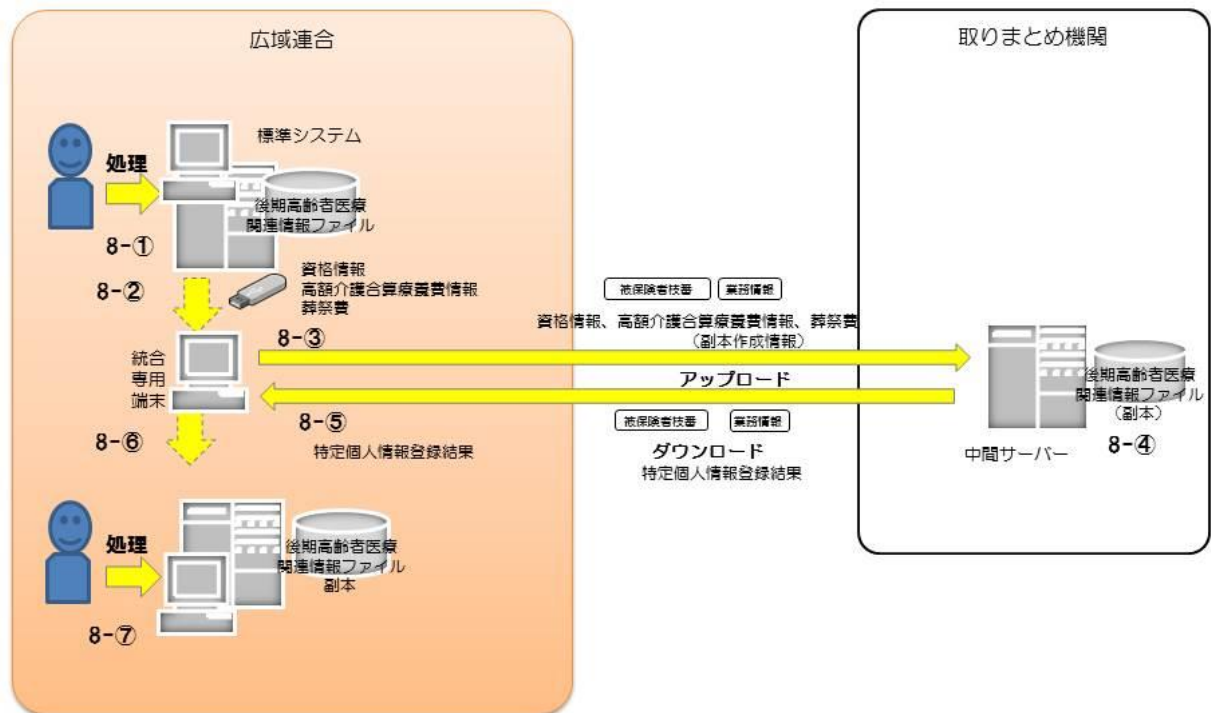 広域連合
取りまとめ機関
標準システム
処理
後期高齢者医療
関連情報ファイル
8-①
8-②
資格情報
高額介護合算療養費情報
葬祭費
被保険者枝番
業務情報
8-③
資格情報、高額介護合算療養費情報、葬祭費
(副本作成情報)
統合
専用
端末
アップロード
後期高齢者医療
関連情報ファイル
(副本)
8-⑤
被保険者枝番
業務情報
8-⑥
特定個人情報登録結果
ダウンロード
特定個人情報登録結果
中間サーバー
8-④
処理
後期高齢者医療
関連情報ファイル
副本
8-⑦